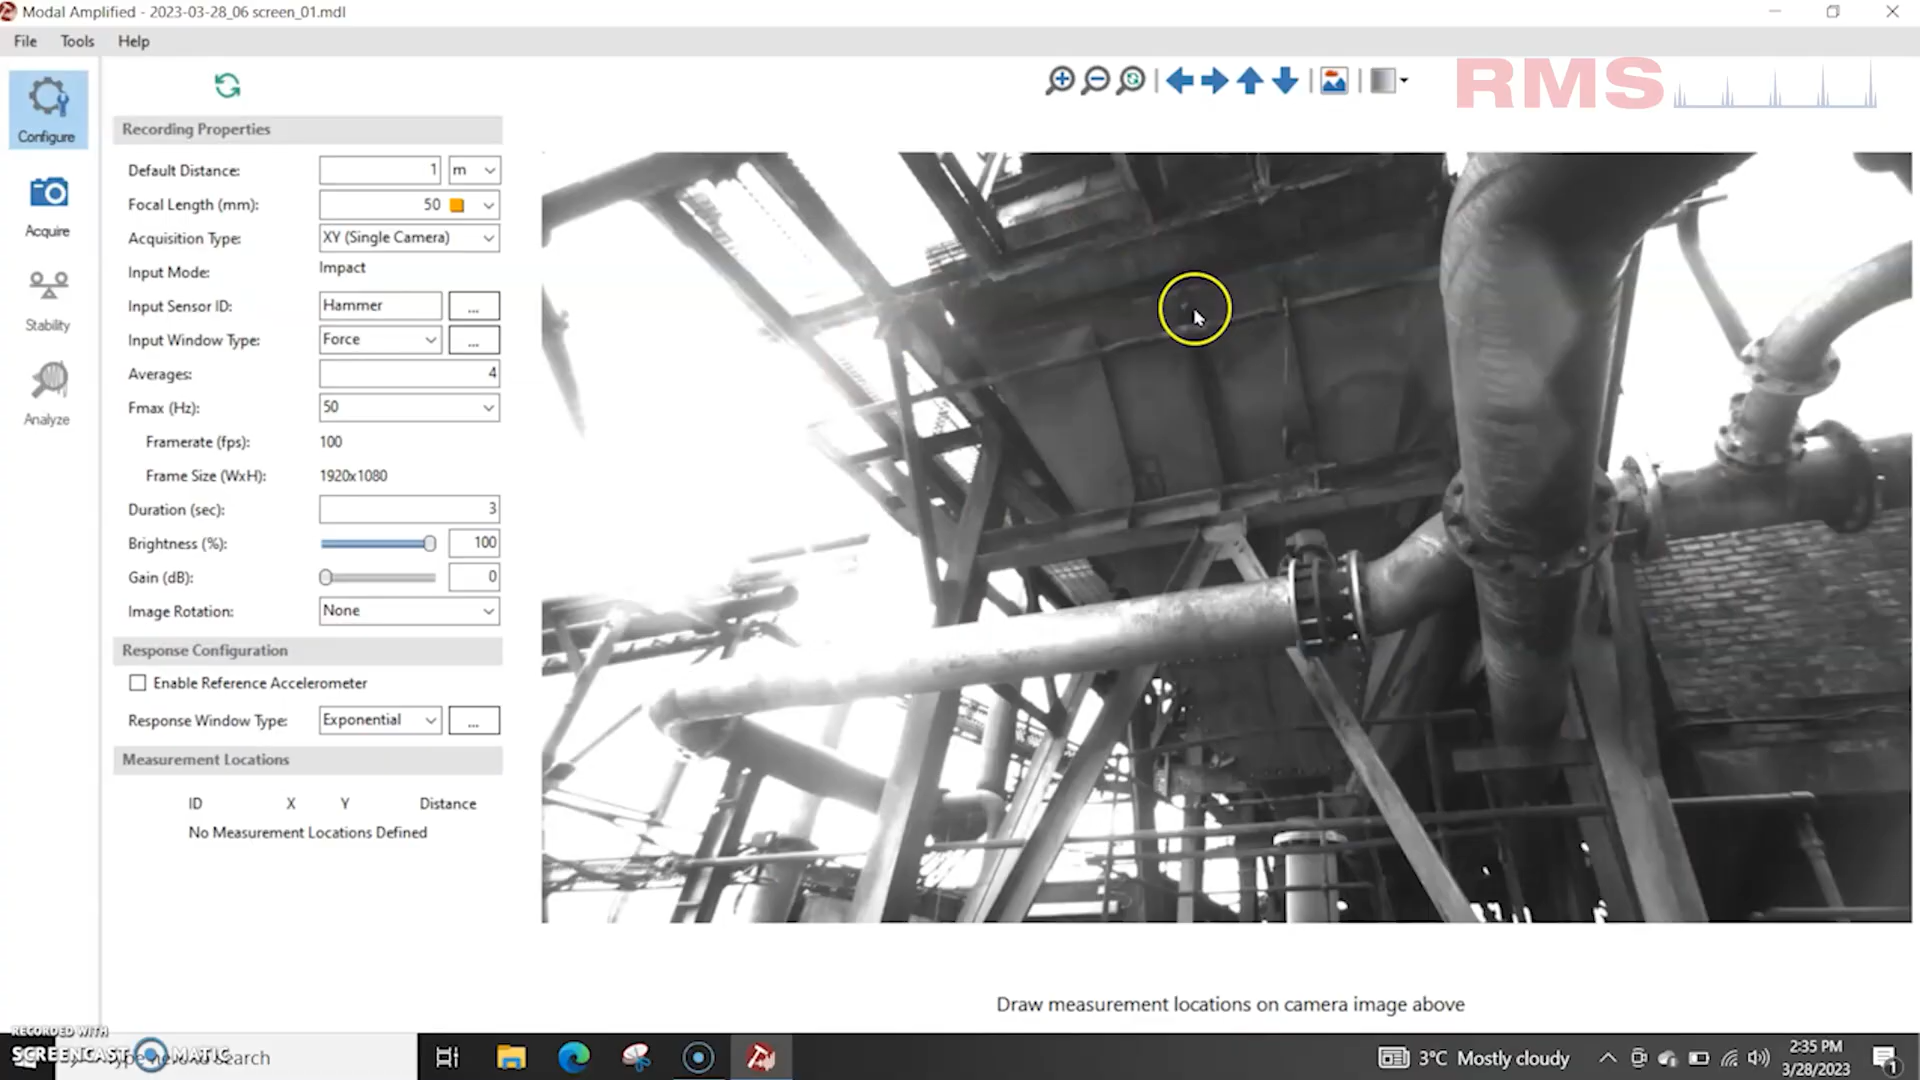 Modal Amplified - 2023-03-28_06 screen_01.mdl
File Tools Help
RMS
Configure
Acquire
Stability
Analyze
Recording Properties
Default Distance: 1 m
Focal Length (mm): 50
Acquisition Type: XY (Single Camera)
Input Mode: Impact
Input Sensor ID: Hammer ...
Input Window Type: Force ...
Averages: 4
Fmax (Hz): 50
Framerate (fps): 100
Frame Size (WxH): 1920x1080
Duration (sec): 3
Brightness (%): 100
Gain (dB): 0
Image Rotation: None
Response Configuration
Enable Reference Accelerometer
Response Window Type: Exponential ...
Measurement Locations
ID X Y Distance
No Measurement Locations Defined
Draw measurement locations on camera image above
RECORDED WITH
SCREENCAST MATIC
search
3°C Mostly cloudy
2:35 PM
3/28/2023
1